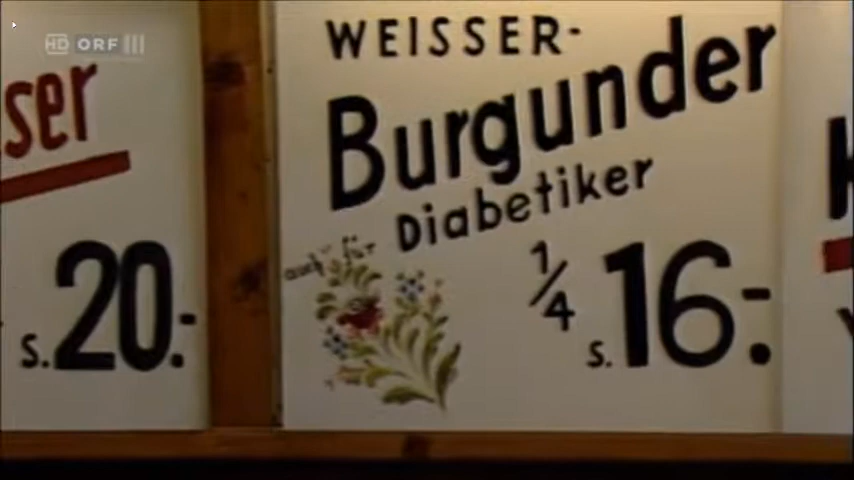 HD ORF III
ser
S. 20.-
WEISSER-
Burgunder
auch für Diabetiker
1/4 S. 16.-
K